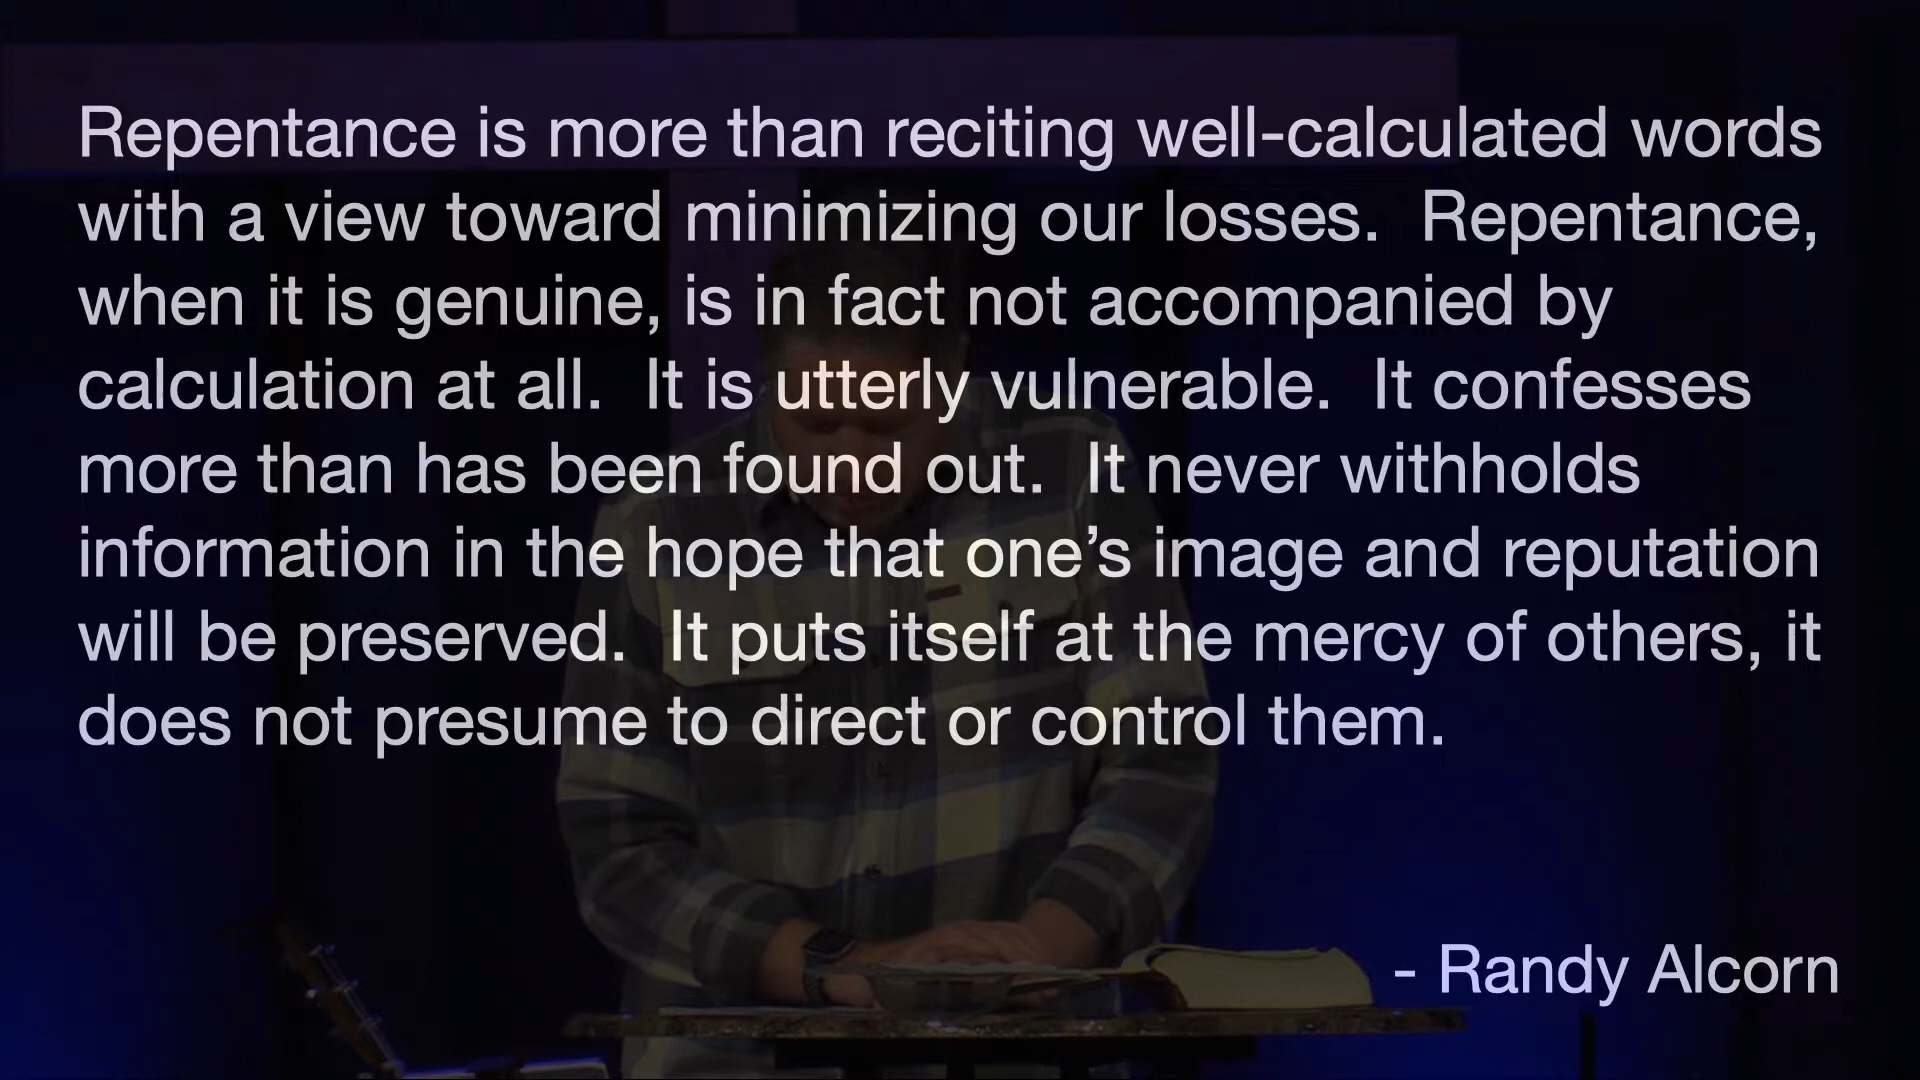 Repentance is more than reciting well-calculated words
with a view toward minimizing our losses.  Repentance,
when it is genuine, is in fact not accompanied by
calculation at all.  It is utterly vulnerable.  It confesses
more than has been found out.  It never withholds
information in the hope that one’s image and reputation
will be preserved.  It puts itself at the mercy of others, it
does not presume to direct or control them.
- Randy Alcorn